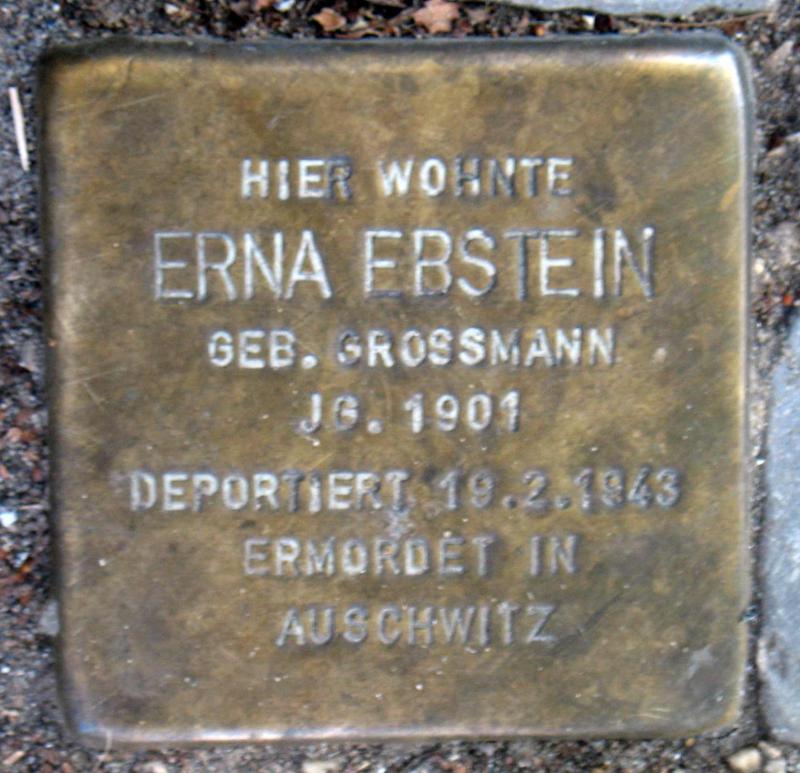 HIER WOHNTE
ERNA EBSTEIN
GEB. GROSSMANN
JG. 1901
DEPORTIERT 19.2.1943
ERMORDET IN
AUSCHWITZ